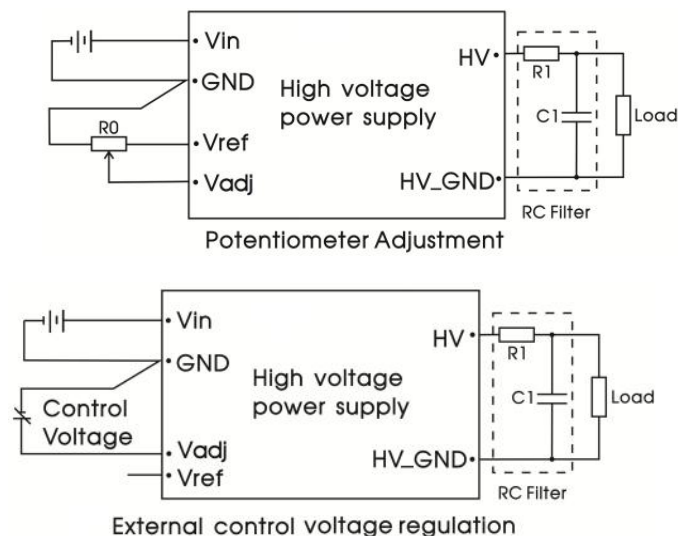 Vin
GND
R0
Vref
Vadj
High voltage
power supply
HV
R1
C1
Load
HV_GND
RC Filter
Potentiometer Adjustment
Vin
GND
Control
Voltage
Vadj
Vref
High voltage
power supply
HV
R1
C1
Load
HV_GND
RC Filter
External control voltage regulation